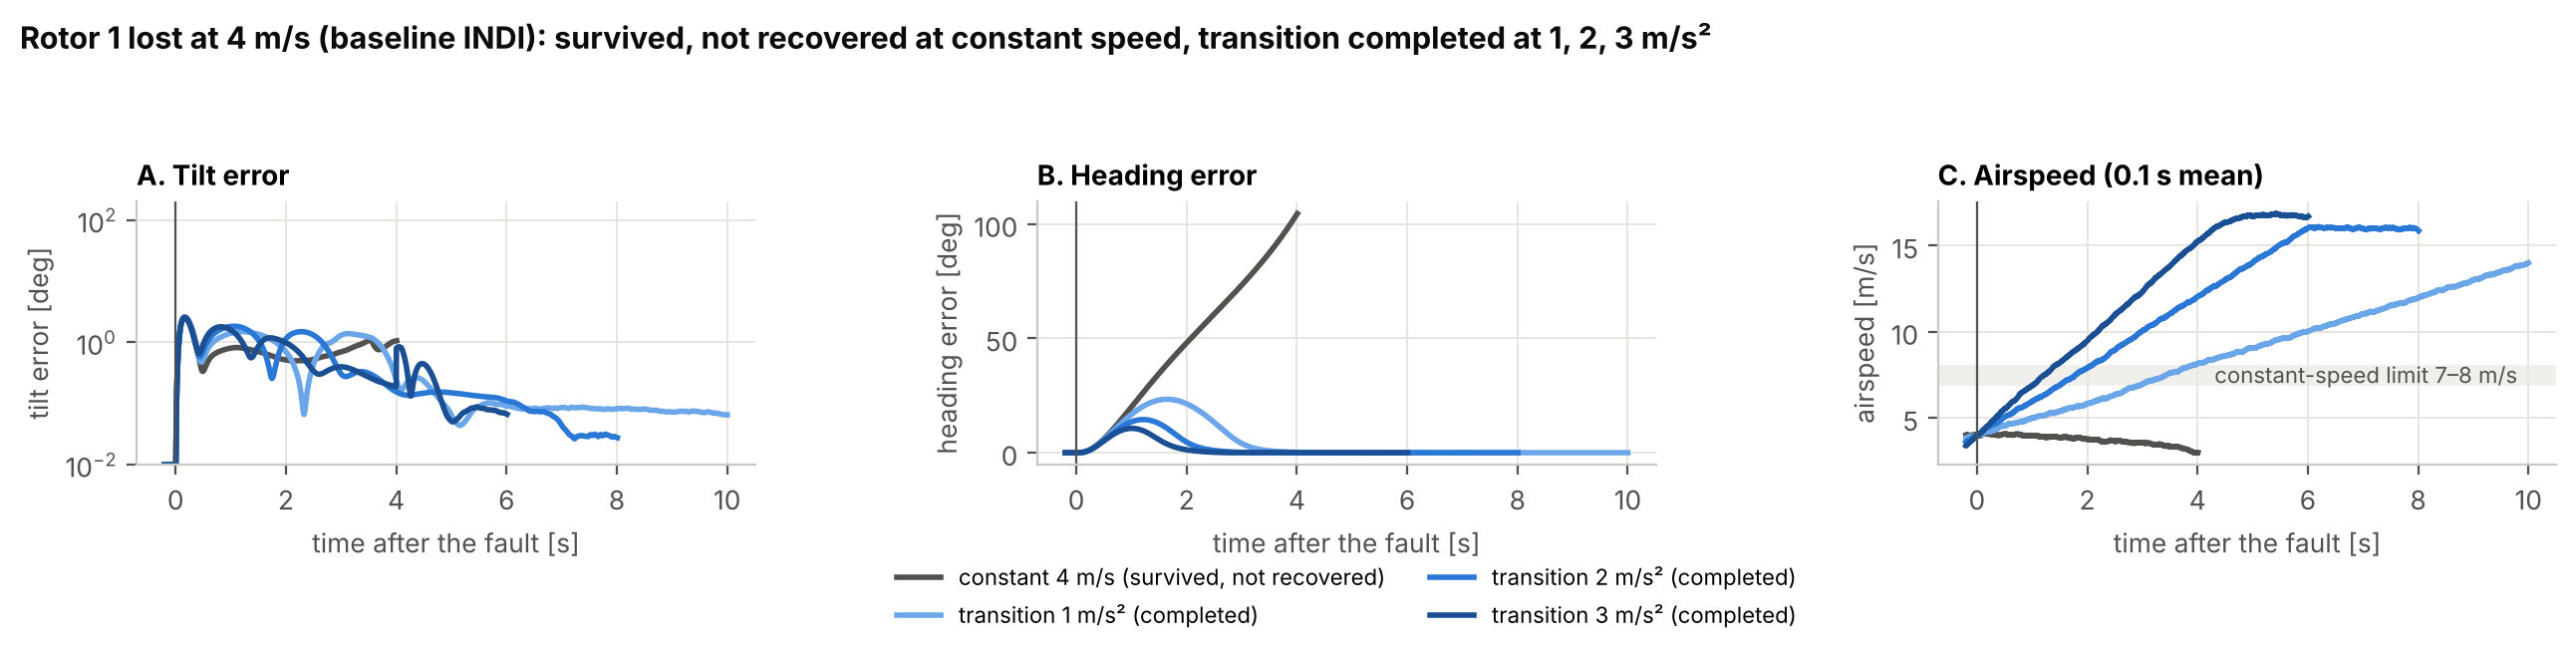 Rotor 1 lost at 4 m/s (baseline INDI): survived, not recovered at constant speed, transition completed at 1, 2, 3 m/s²
A. Tilt error
tilt error [deg]
10²
10⁰
10⁻²
0 2 4 6 8 10
time after the fault [s]
B. Heading error
heading error [deg]
100
50
0
0 2 4 6 8 10
time after the fault [s]
C. Airspeed (0.1 s mean)
airspeed [m/s]
15
10
5
constant-speed limit 7–8 m/s
0 2 4 6 8 10
time after the fault [s]
constant 4 m/s (survived, not recovered)
transition 1 m/s² (completed)
transition 2 m/s² (completed)
transition 3 m/s² (completed)